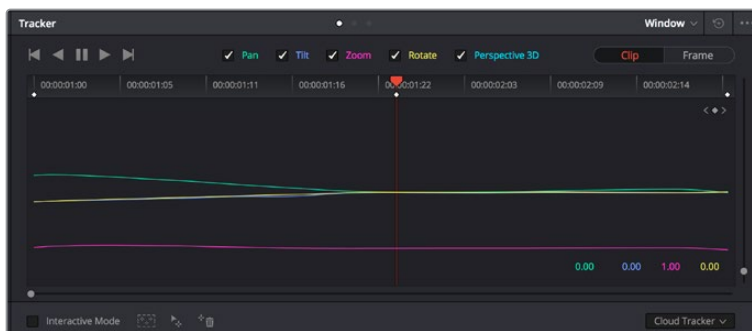 Tracker Window
Pan Tilt Zoom Rotate Perspective 3D Clip Frame
00:00:01:00 00:00:01:05 00:00:01:11 00:00:01:16 00:00:01:22 00:00:02:03 00:00:02:09 00:00:02:14
0.00 0.00 1.00 0.00
Interactive Mode Cloud Tracker